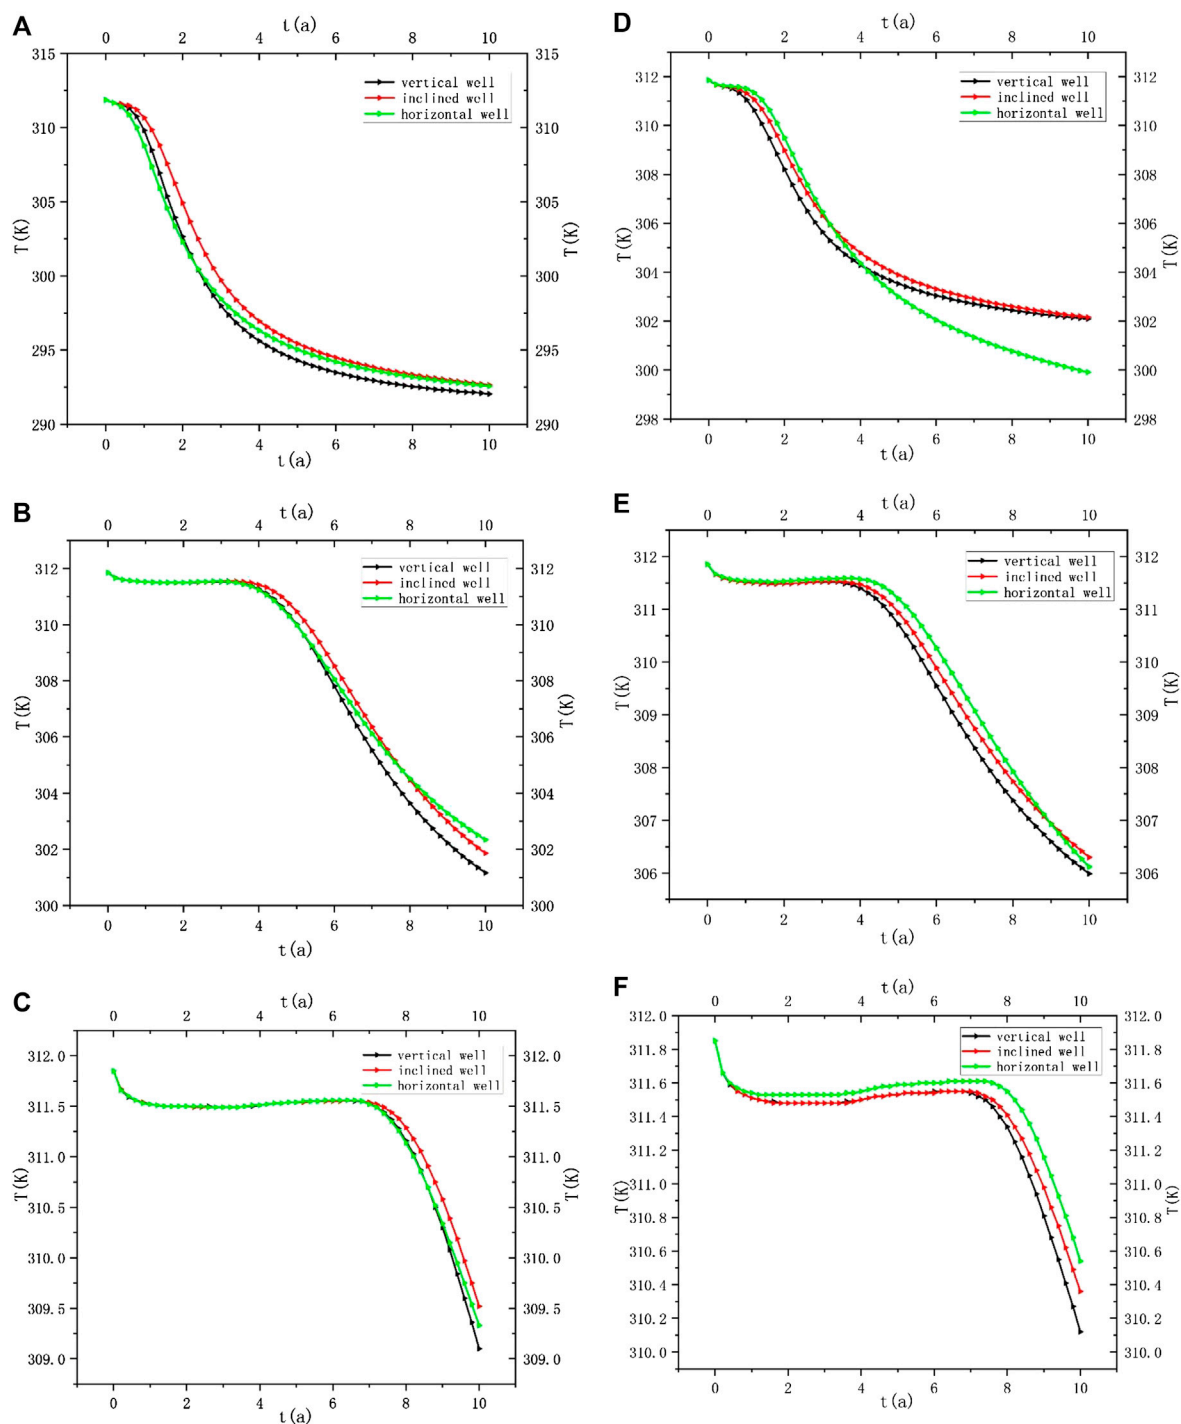 A
t(a)
0 2 4 6 8 10
315 315
vertical well
inclined well
horizontal well
310 310
305 305
T(K) T(K)
300 300
295 295
290 290
0 2 4 6 8 10
t(a)
B
t(a)
0 2 4 6 8 10
vertical well
312 312
inclined well
horizontal well
310 310
308 308
T(K) T(K)
306 306
304 304
302 302
300 300
0 2 4 6 8 10
t(a)
C
t(a)
0 2 4 6 8 10
312.0 312.0
vertical well
inclined well
horizontal well
311.5 311.5
311.0 311.0
T(K) T(K)
310.5 310.5
310.0 310.0
309.5 309.5
309.0 309.0
0 2 4 6 8 10
t(a)
D
t(a)
0 2 4 6 8 10
312 312
vertical well
inclined well
horizontal well
310 310
308 308
306 306
T(K) T(K)
304 304
302 302
300 300
298 298
0 2 4 6 8 10
t(a)
E
t(a)
0 2 4 6 8 10
312 312
vertical well
inclined well
horizontal well
311 311
310 310
T(K) T(K)
309 309
308 308
307 307
306 306
0 2 4 6 8 10
t(a)
F
t(a)
0 2 4 6 8 10
312.0 312.0
vertical well
inclined well
horizontal well
311.8 311.8
311.6 311.6
311.4 311.4
311.2 311.2
311.0 311.0
T(K) T(K)
310.8 310.8
310.6 310.6
310.4 310.4
310.2 310.2
310.0 310.0
0 2 4 6 8 10
t(a)